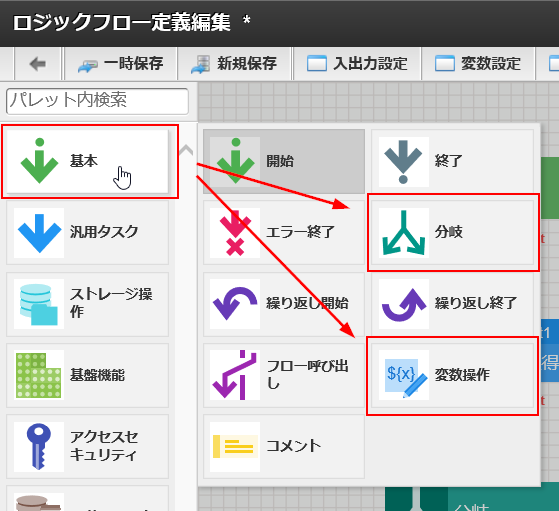 ロジックフロー定義編集 *
一時保存
新規保存
入出力設定
変数設定
パレット内検索
基本
開始
終了
汎用タスク
エラー終了
分岐
ストレージ操
作
繰り返し開始
繰り返し終了
基盤機能
フロー呼び出
し
${x}
変数操作
アクセスセ
キュリティ
コメント
得
分岐